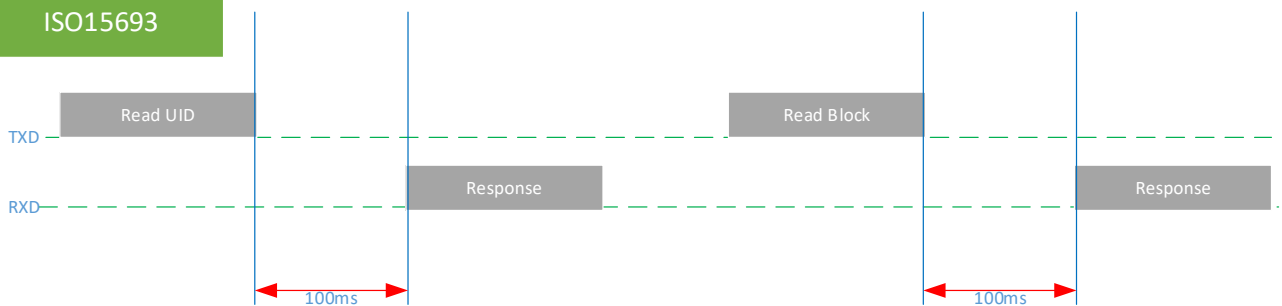 ISO15693
Read UID
Read Block
TXD
Response
Response
RXD
100ms
100ms